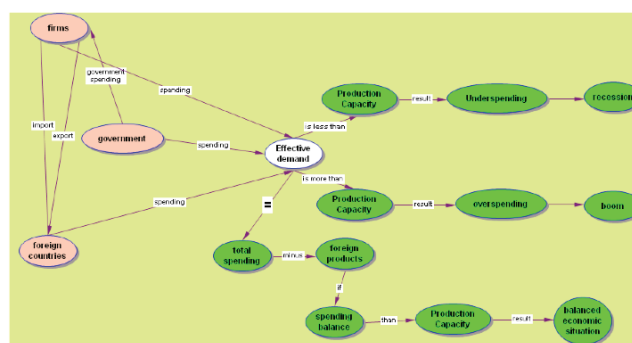 firms
government
spending
spending
import
export
government
spending
Effective
demand
spending
foreign
countries
is less than
Production
Capacity
result
Underspending
recossion
is more than
Production
Capacity
result
overspending
boom
=
total
spending
minus
foreign
products
if
spending
balance
than
Production
Capacity
result
balanced
economic
situation